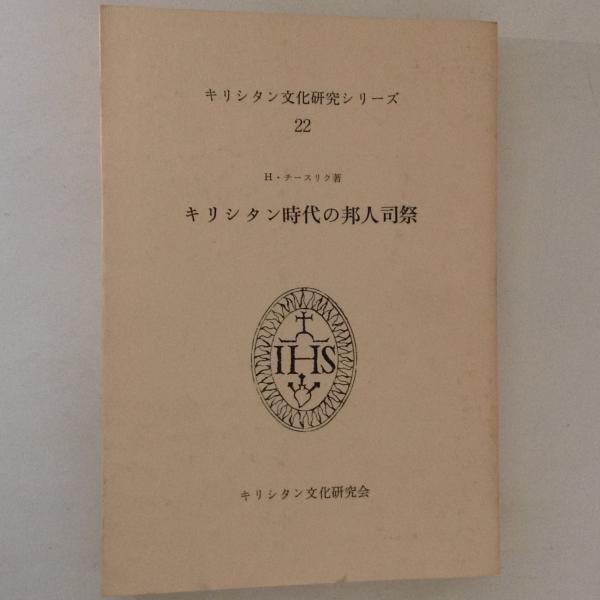 キリシタン文化研究シリーズ
22
H・チースリク著
キリシタン時代の邦人司祭
IHS
キリシタン文化研究会